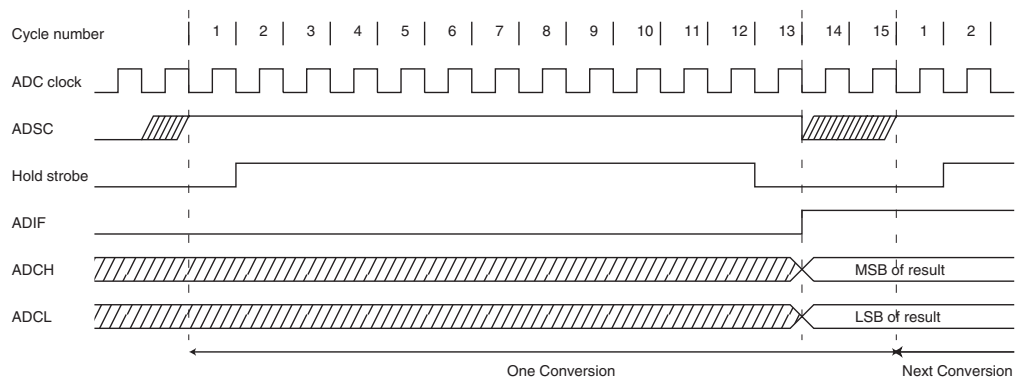 Cycle number 1 2 3 4 5 6 7 8 9 10 11 12 13 14 15 1 2
ADC clock
ADSC
Hold strobe
ADIF
ADCH MSB of result
ADCL LSB of result
One Conversion Next Conversion